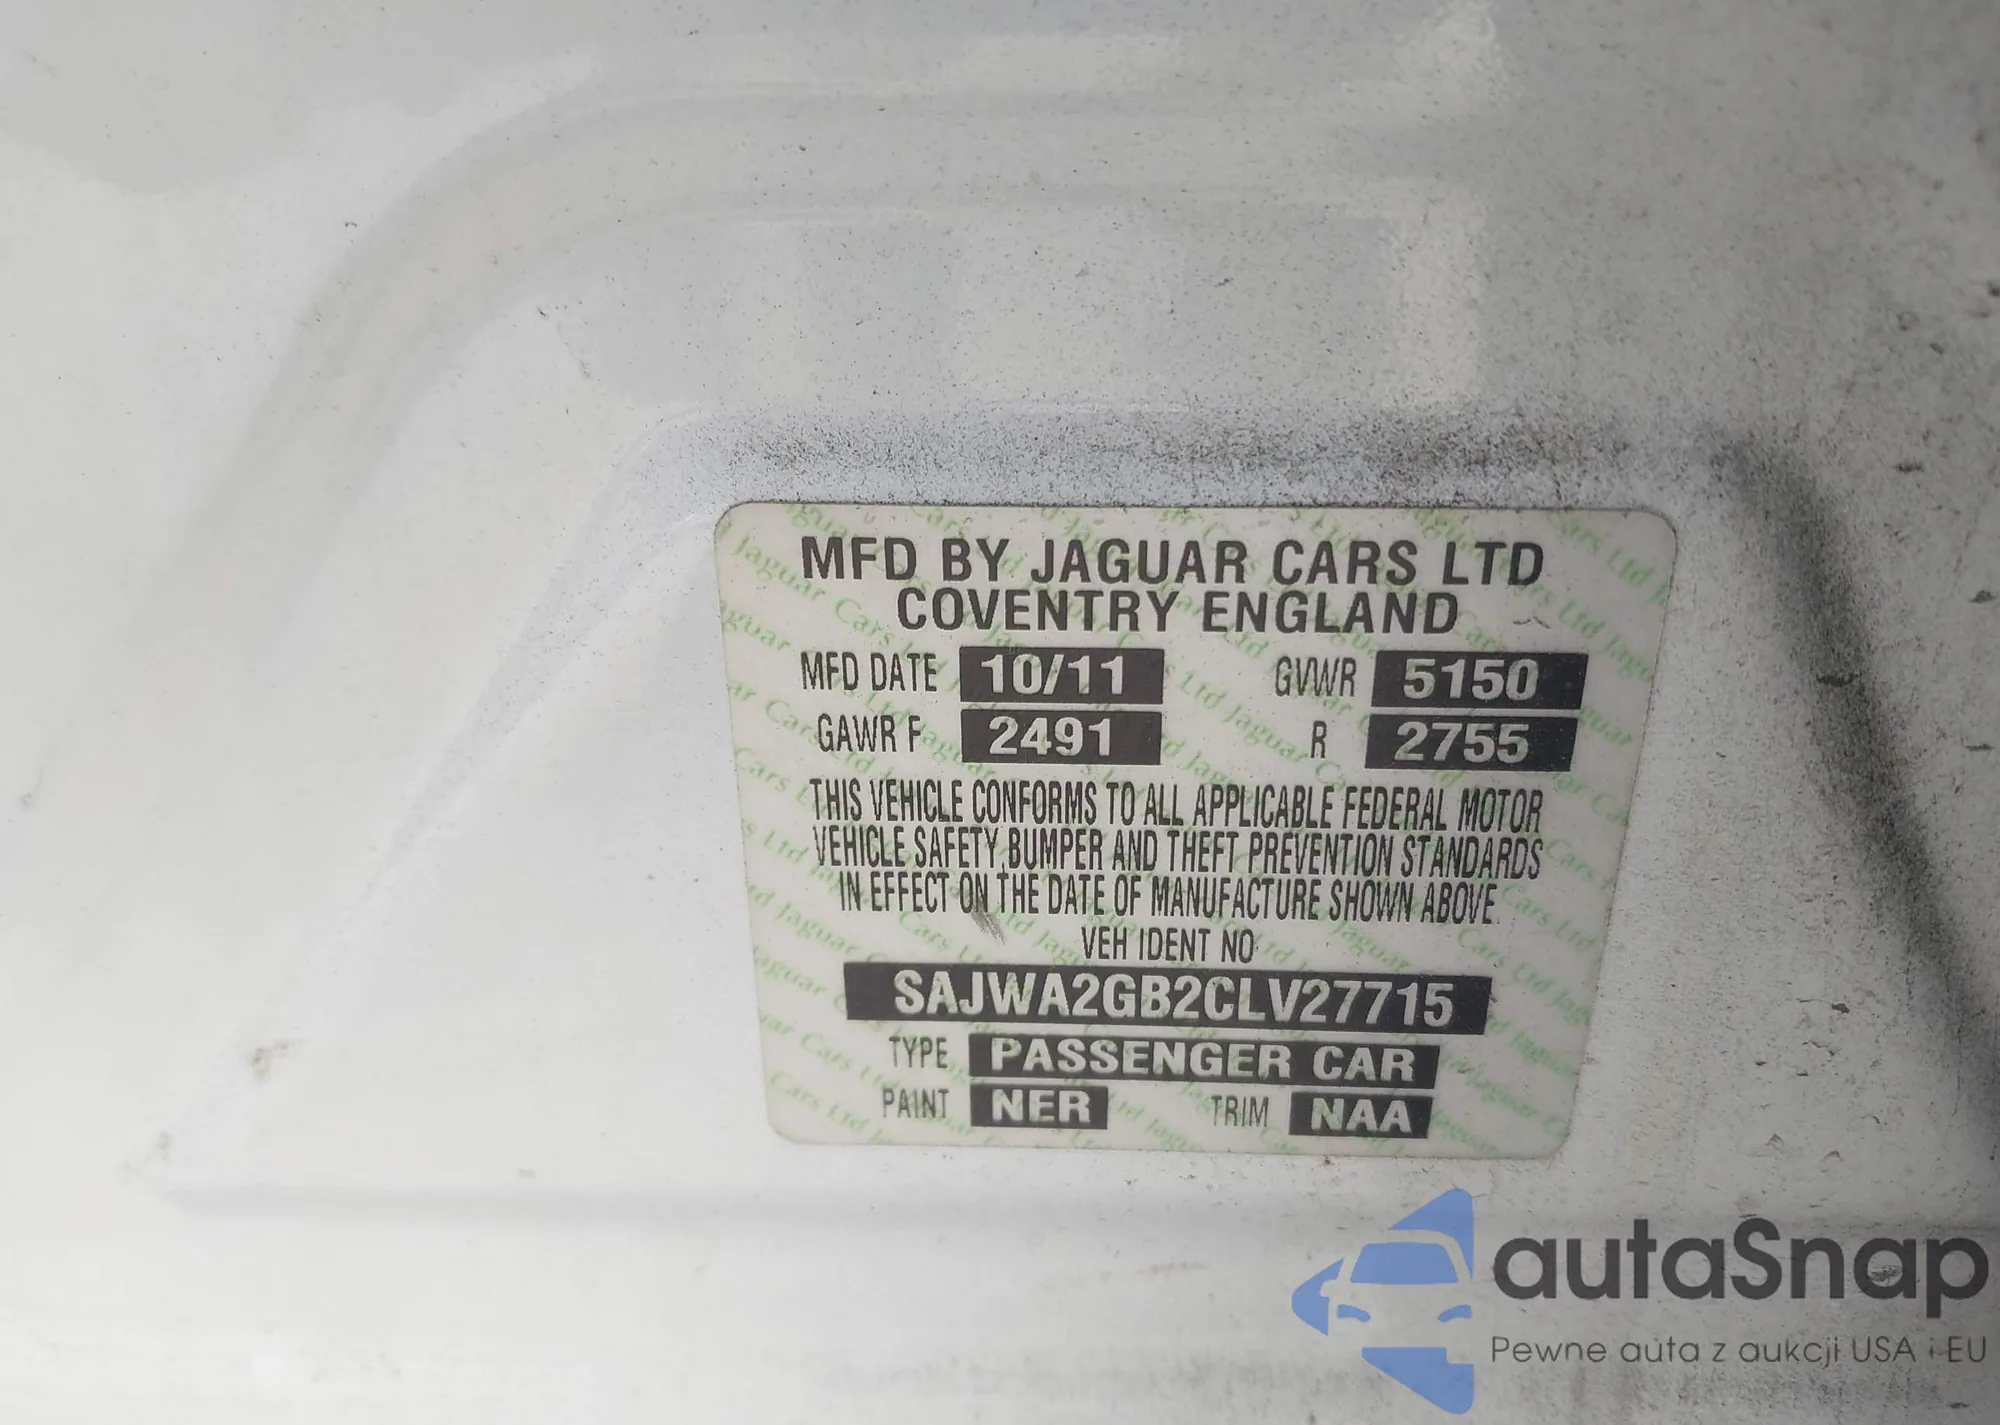 MFD BY JAGUAR CARS LTD
COVENTRY ENGLAND
MFD DATE 10/11 GVWR 5150
GAWR F 2491 R 2755
THIS VEHICLE CONFORMS TO ALL APPLICABLE FEDERAL MOTOR
VEHICLE SAFETY, BUMPER AND THEFT PREVENTION STANDARDS
IN EFFECT ON THE DATE OF MANUFACTURE SHOWN ABOVE.
VEH IDENT NO
SAJWA2GB2CLV27715
TYPE PASSENGER CAR
PAINT NER TRIM NAA
autaSnap
Pewne auta z aukcji USA i EU